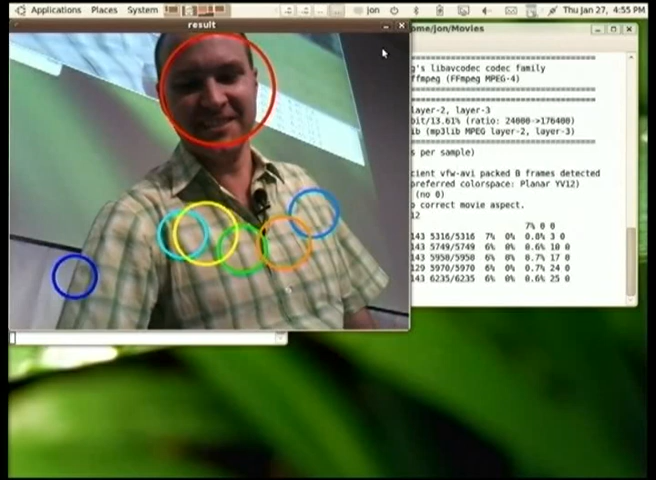 Applications Places System
jon
Thu Jan 27, 4:55 PM
result
ome/jon/Movies
g's libavcodec codec family
ffmpeg (FFmpeg MPEG-4)
layer-2, layer-3
bit/13.61% (ratio: 24000->176400)
ib (mp3lib MPEG layer-2, layer-3)
s per sample)
cient vfw-avi packed B frames detected
preferred colorspace: Planar YV12)
(no 0)
o correct movie aspect.
12
7% 0 0
143 5316/5316 7% 0% 0.8% 3 0
143 5749/5749 6% 0% 0.6% 10 0
143 5958/5958 6% 0% 0.7% 17 0
129 5970/5970 6% 0% 0.7% 24 0
143 6235/6235 6% 0% 0.6% 25 0